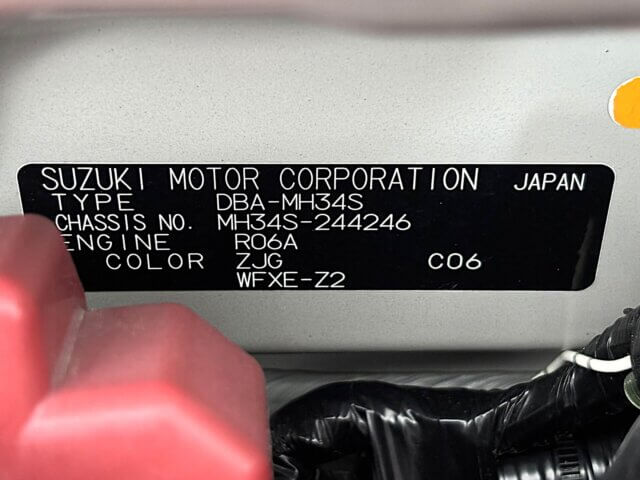 SUZUKI MOTOR CORPORATION JAPAN
TYPE DBA-MH34S
CHASSIS NO. MH34S-244246
ENGINE R06A
COLOR ZJG C06
WFXE-Z2